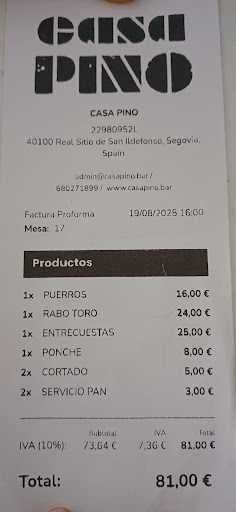 CASA
PINO
CASA PINO
22980952L
40100 Real Sitio de San Ildefonso, Segovia,
Spain
admin@casapino.bar /
680271899 / www.casapino.bar
Factura Proforma 19/08/2025 16:00
Mesa: 17
Productos
1x PUERROS 16,00 €
1x RABO TORO 24,00 €
1x ENTRECUESTAS 25,00 €
1x PONCHE 8,00 €
2x CORTADO 5,00 €
2x SERVICIO PAN 3,00 €
Subtotal IVA Total
IVA (10%): 73,64 € 7,36 € 81,00 €
Total: 81,00 €